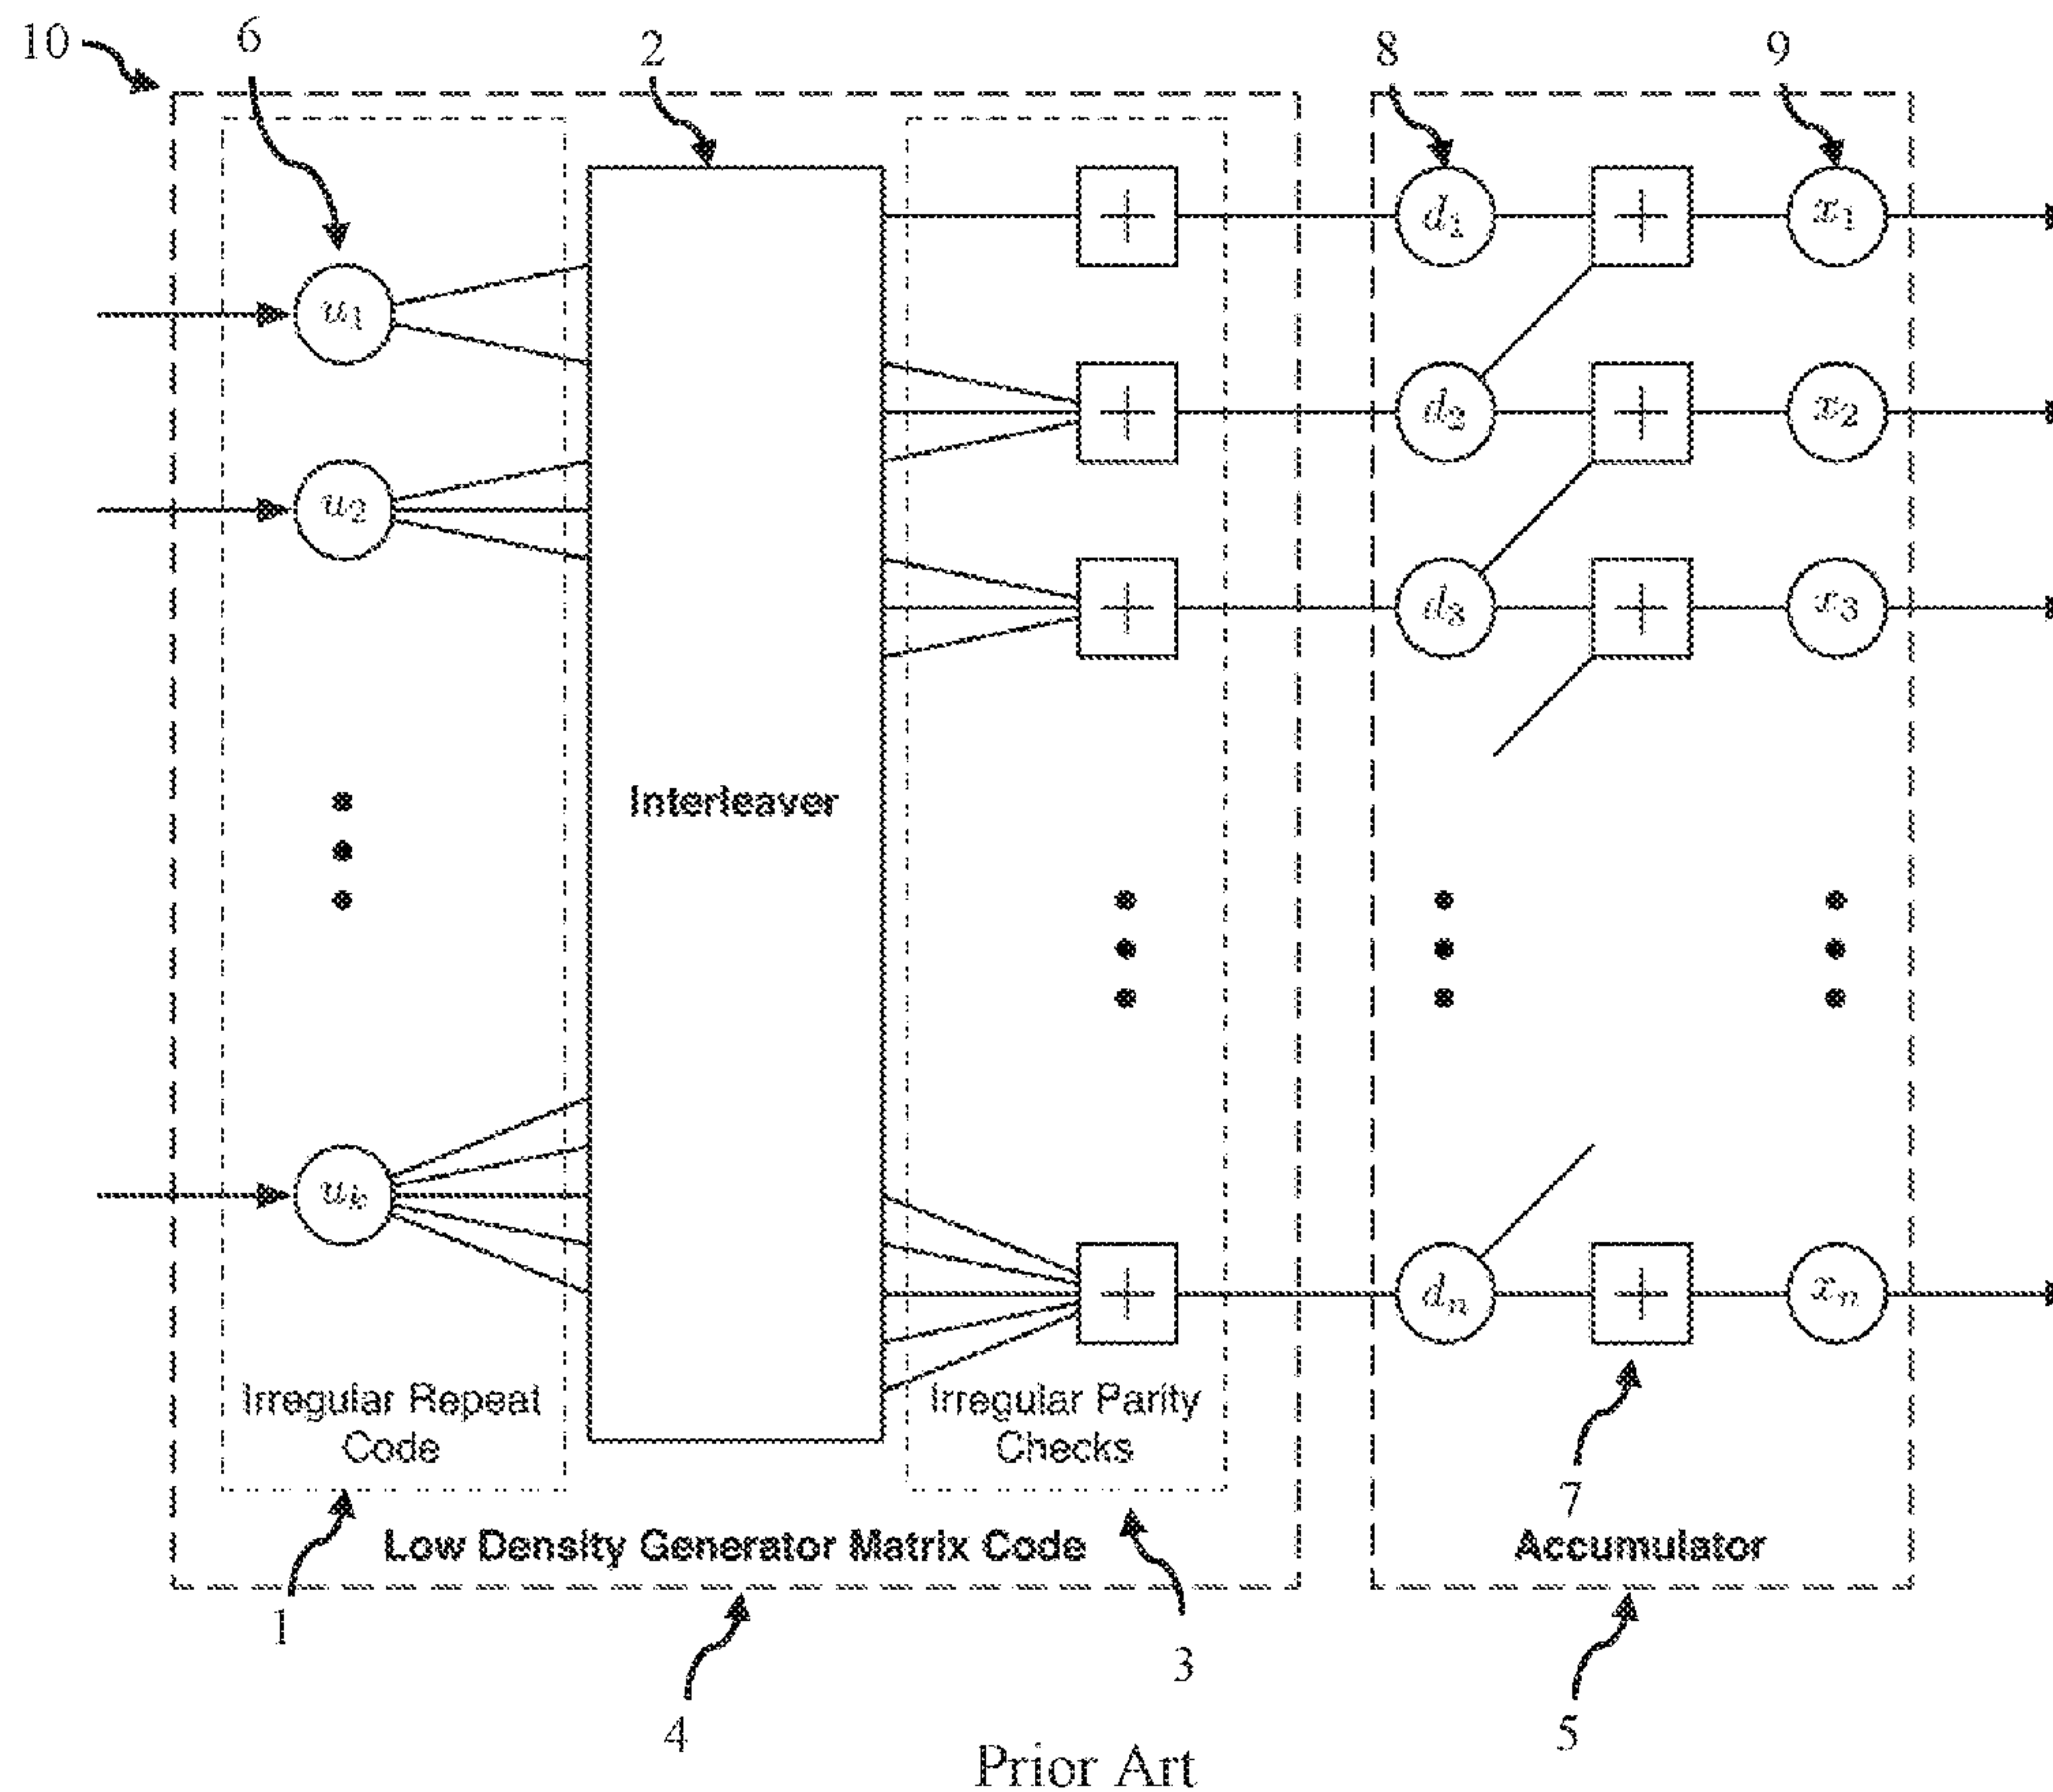 10
6
2
8
9
+
d₁
+
x₁
u₁
+
d₂
+
x₂
u₂
+
d₃
+
x₃
Interleaver
uₖ
+
dₙ
+
xₙ
Irregular Repeat
Code
Irregular Parity
Checks
7
Low Density Generator Matrix Code
Accumulator
1
3
4
5
Prior Art